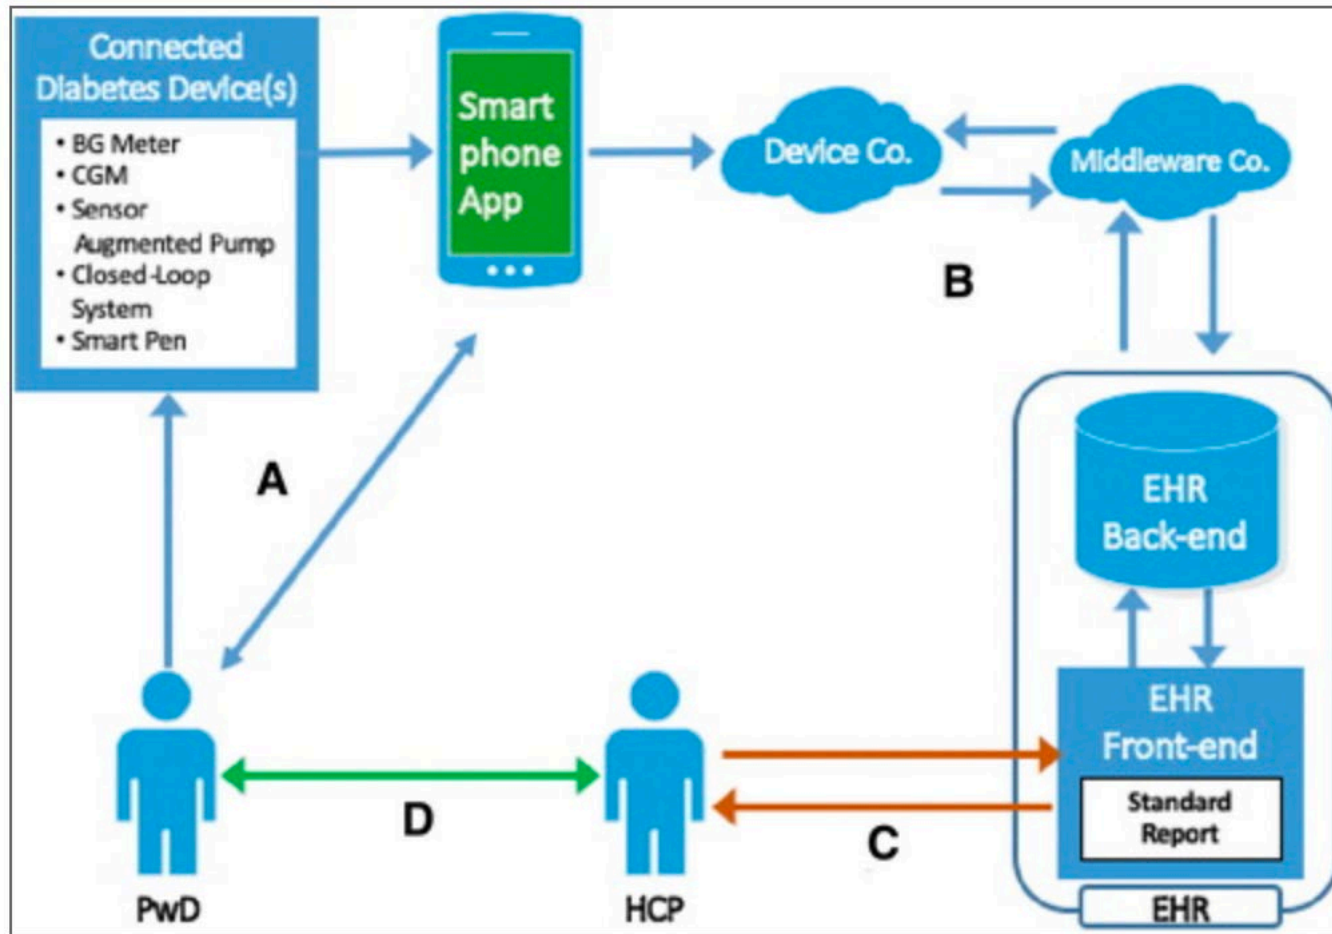 Connected
Diabetes Device(s)
• BG Meter
• CGM
• Sensor
Augmented Pump
• Closed-Loop
System
• Smart Pen
Smart
phone
App
Device Co.
Middleware Co.
B
A
EHR
Back-end
EHR
Front-end
Standard
Report
D
C
PwD
HCP
EHR